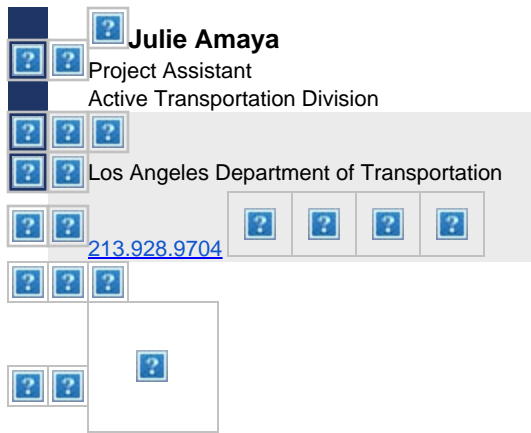 Julie Amaya
Project Assistant
Active Transportation Division
Los Angeles Department of Transportation
213.928.9704